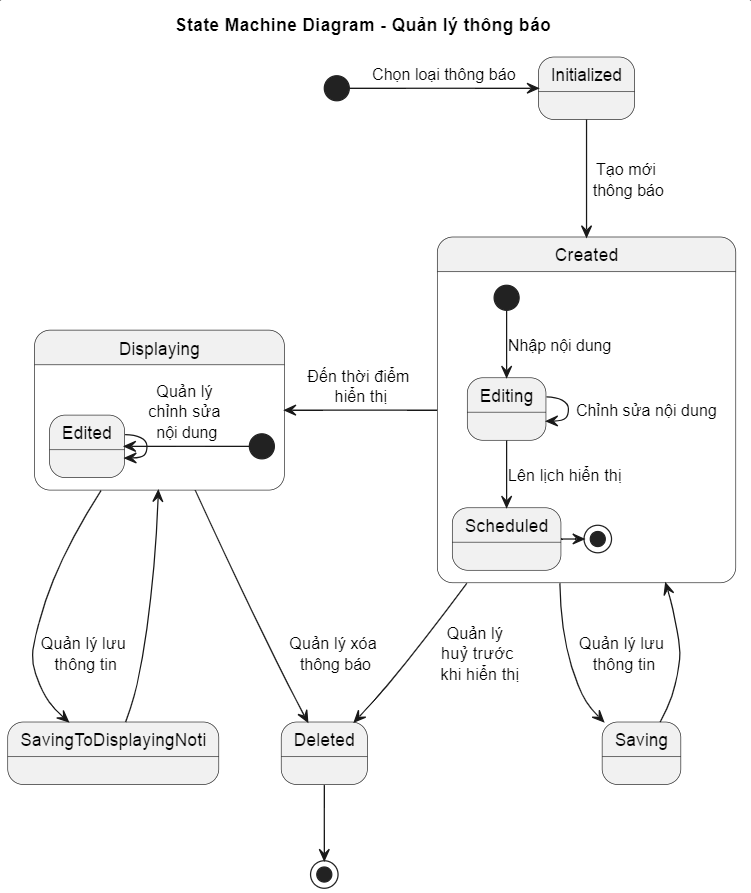 State Machine Diagram - Quản lý thông báo
Chọn loại thông báo
Initialized
Tạo mới
thông báo
Created
Nhập nội dung
Editing
Chỉnh sửa nội dung
Lên lịch hiển thị
Scheduled
Đến thời điểm
hiển thị
Displaying
Quản lý
chỉnh sửa
nội dung
Edited
Quản lý lưu
thông tin
Quản lý xóa
thông báo
Quản lý
huỷ trước
khi hiển thị
Quản lý lưu
thông tin
SavingToDisplayingNoti
Deleted
Saving